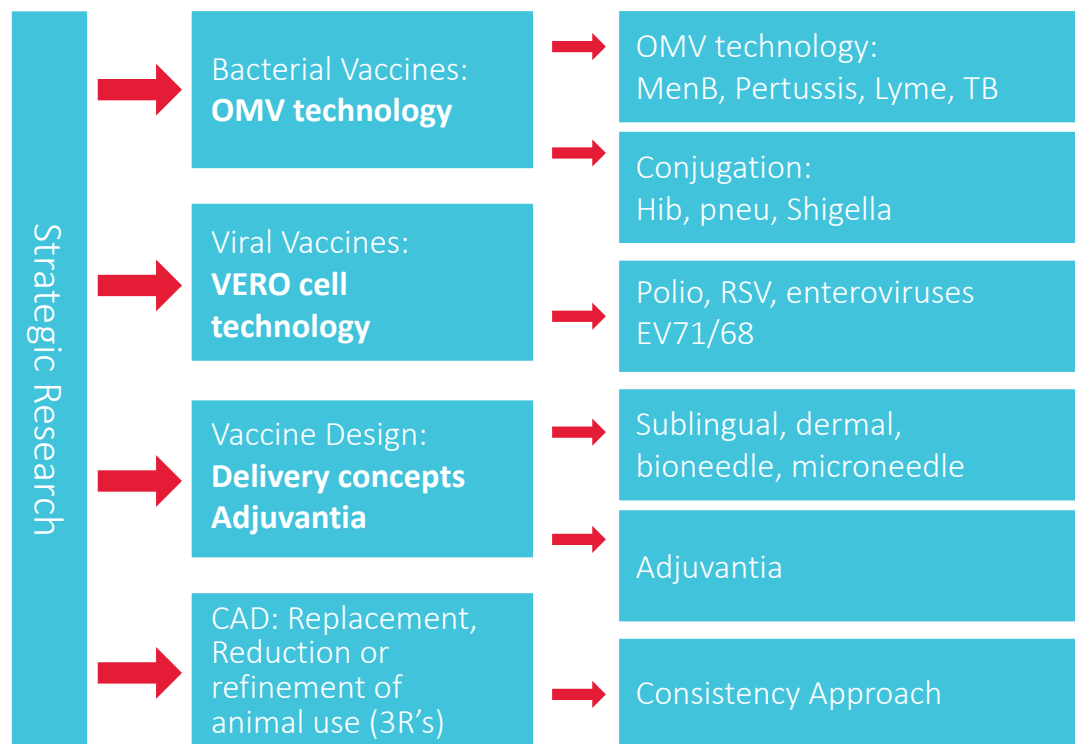 Strategic Research
Bacterial Vaccines:
OMV technology
OMV technology:
MenB, Pertussis, Lyme, TB
Conjugation:
Hib, pneu, Shigella
Viral Vaccines:
VERO cell
technology
Polio, RSV, enteroviruses
EV71/68
Vaccine Design:
Delivery concepts
Adjuvantia
Sublingual, dermal,
bioneedle, microneedle
Adjuvantia
CAD: Replacement,
Reduction or
refinement of
animal use (3R's)
Consistency Approach